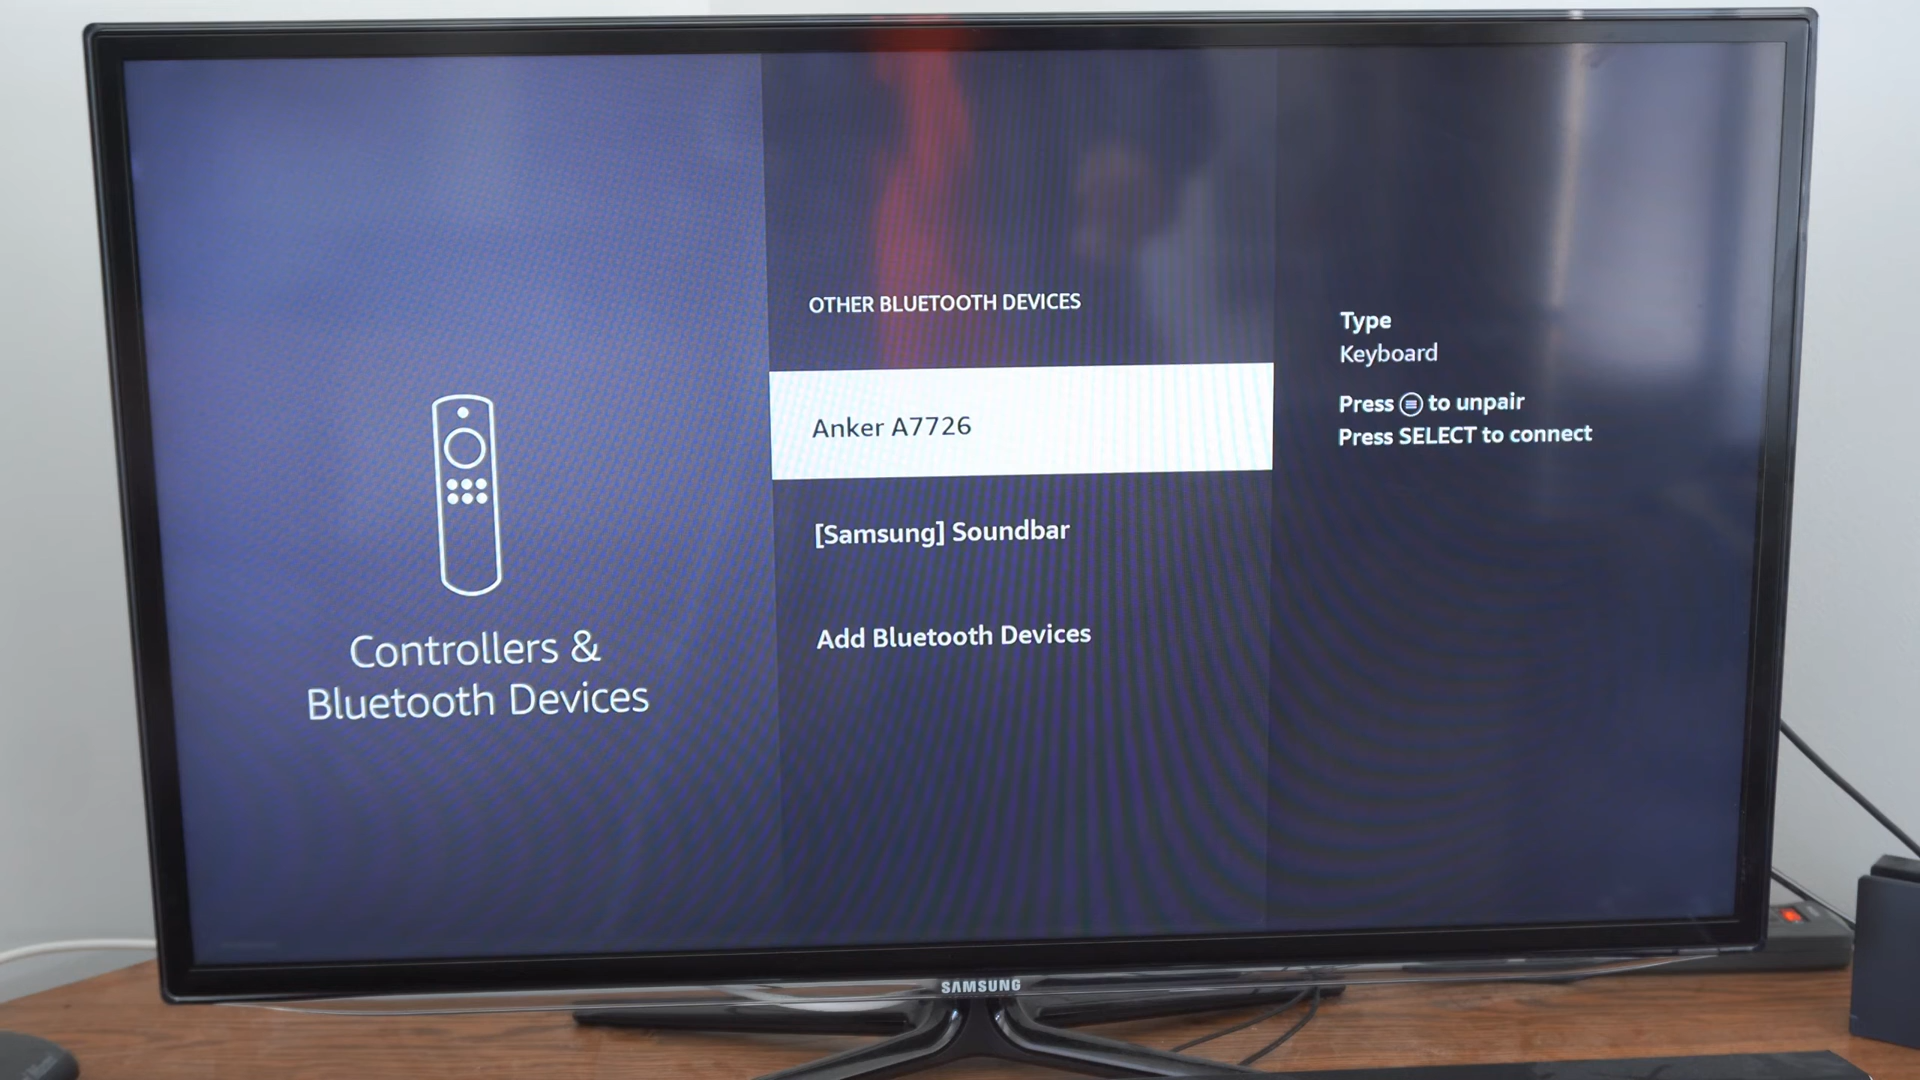 OTHER BLUETOOTH DEVICES
Anker A7726
[Samsung] Soundbar
Add Bluetooth Devices
Controllers &
Bluetooth Devices
Type
Keyboard
Press to unpair
Press SELECT to connect
SAMSUNG